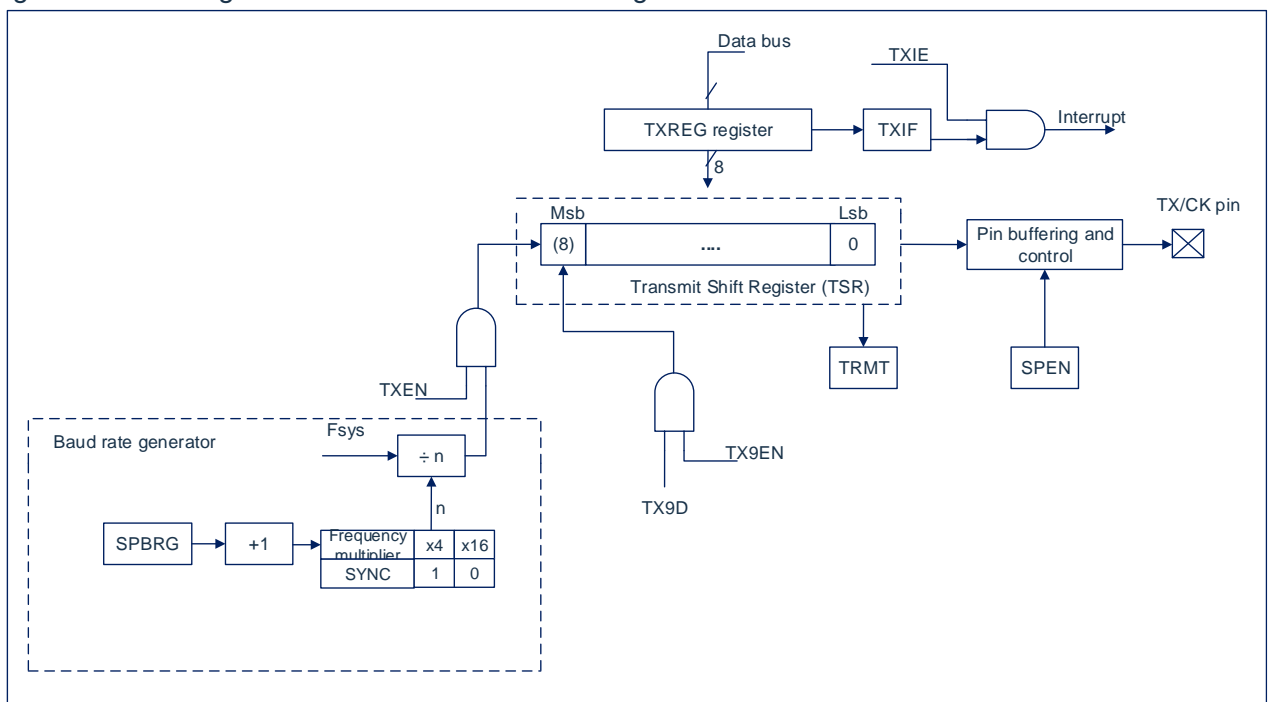 Data bus
TXIE
TXREG register
TXIF
Interrupt
8
Msb
Lsb
(8)
....
0
Transmit Shift Register (TSR)
TX/CK pin
Pin buffering and
control
TRMT
SPEN
TXEN
TX9EN
TX9D
Baud rate generator
Fsys
÷ n
n
SPBRG
+1
Frequency
multiplier
x4
x16
SYNC
1
0